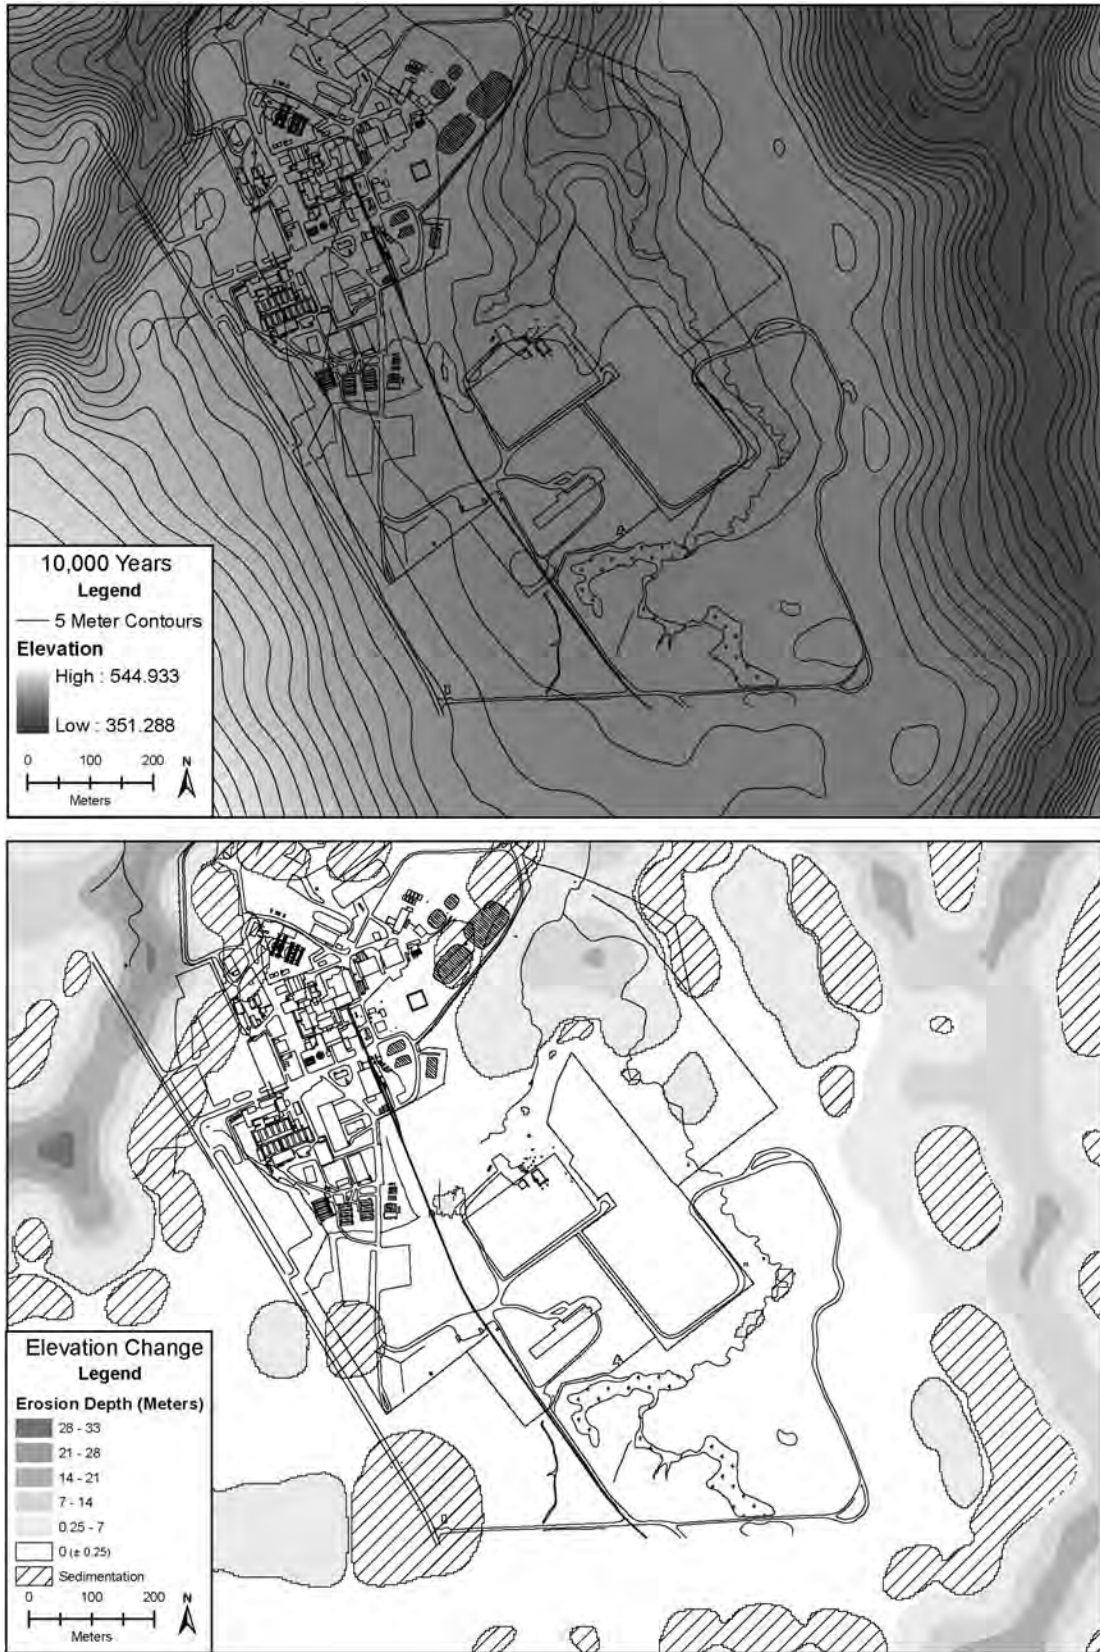 10,000 Years
Legend
5 Meter Contours
Elevation
High : 544.933
Low : 351.288
0 100 200
N
Meters
Elevation Change
Legend
Erosion Depth (Meters)
28 - 33
21 - 28
14 - 21
7 - 14
0.25 - 7
0 (± 0.25)
Sedimentation
0 100 200
N
Meters